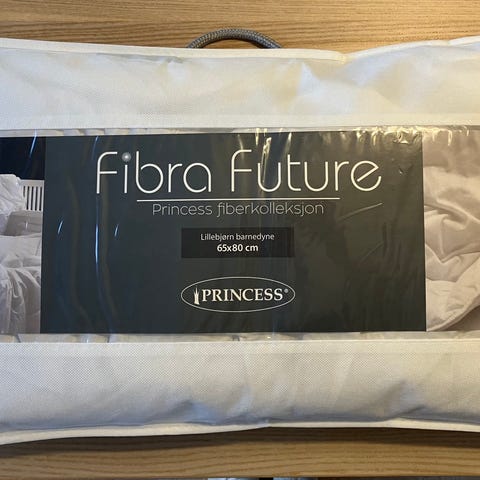 Fibra Future
Princess fiberkolleksjon
Lillebjørn barnedyne
65x80 cm
PRINCESS®